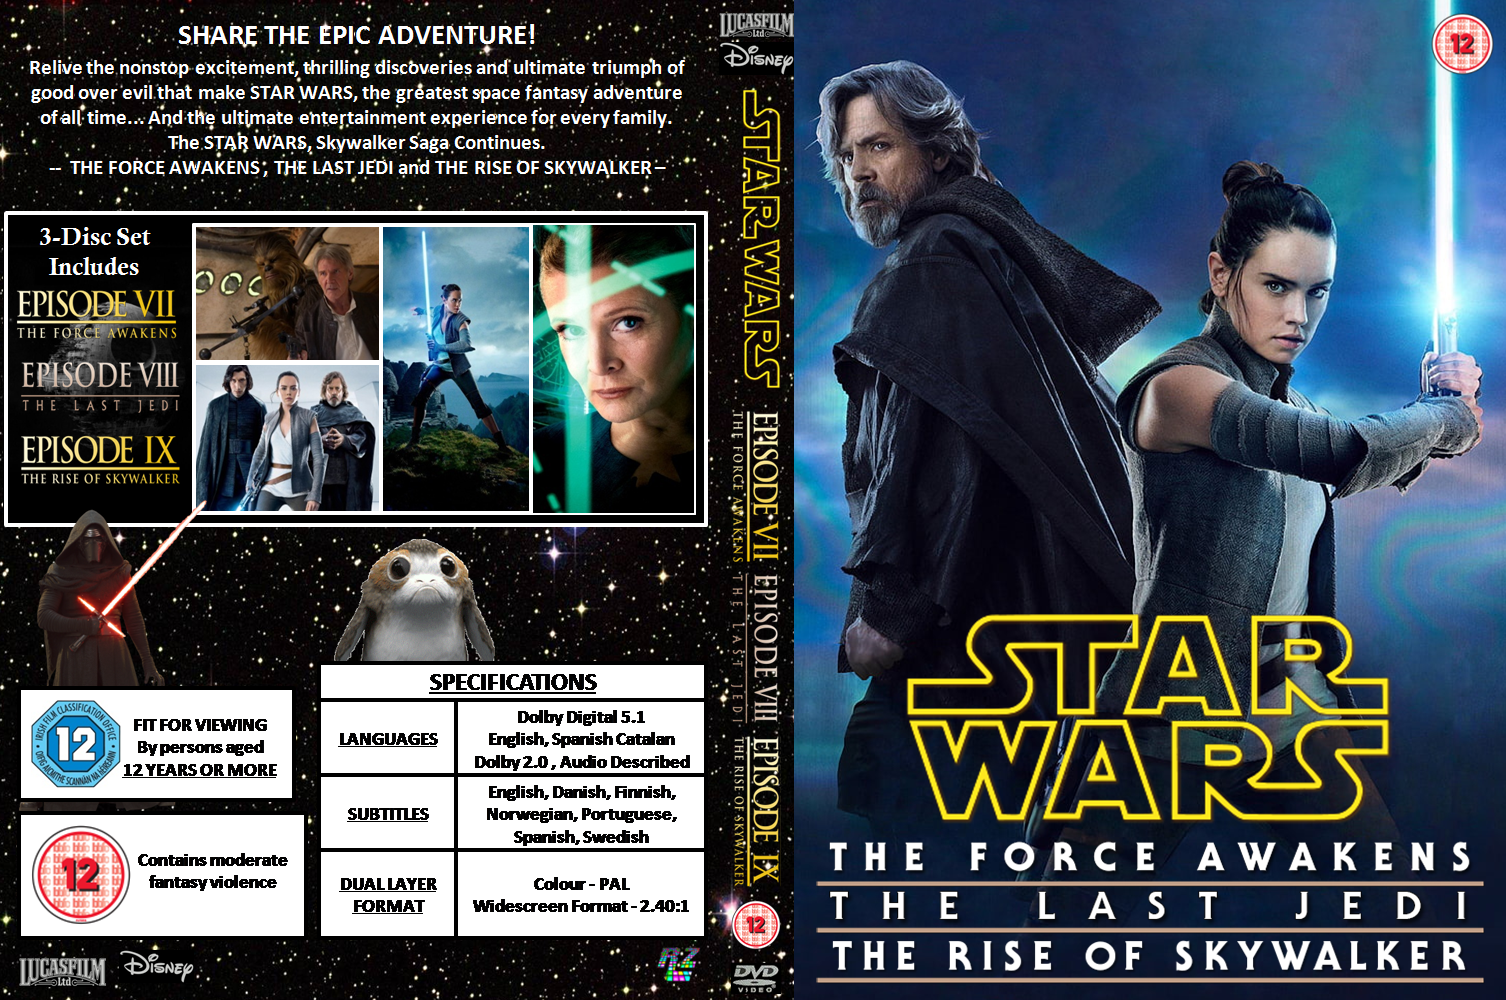 SHARE THE EPIC ADVENTURE!
Relive the nonstop excitement, thrilling discoveries and ultimate triumph of
good over evil that make STAR WARS, the greatest space fantasy adventure
of all time... And the ultimate entertainment experience for every family.
The STAR WARS, Skywalker Saga Continues.
-- THE FORCE AWAKENS , THE LAST JEDI and THE RISE OF SKYWALKER –
3-Disc Set
Includes
EPISODE VII
THE FORCE AWAKENS
EPISODE VIII
THE LAST JEDI
EPISODE IX
THE RISE OF SKYWALKER
IRISH FILM CLASSIFICATION OFFICE
12
FIT FOR VIEWING
By persons aged
12 YEARS OR MORE
12
Contains moderate
fantasy violence
SPECIFICATIONS
LANGUAGES
Dolby Digital 5.1
English, Spanish Catalan
Dolby 2.0 , Audio Described
SUBTITLES
English, Danish, Finnish,
Norwegian, Portuguese,
Spanish, Swedish
DUAL LAYER
FORMAT
Colour - PAL
Widescreen Format - 2.40:1
LUCASFILM
Ltd
Disney
LUCASFILM
Ltd
Disney
STAR WARS
EPISODE VII
THE FORCE AWAKENS
EPISODE VIII
THE LAST JEDI
EPISODE IX
THE RISE OF SKYWALKER
12
DVD
VIDEO
12
STAR
WARS
THE FORCE AWAKENS
THE LAST JEDI
THE RISE OF SKYWALKER